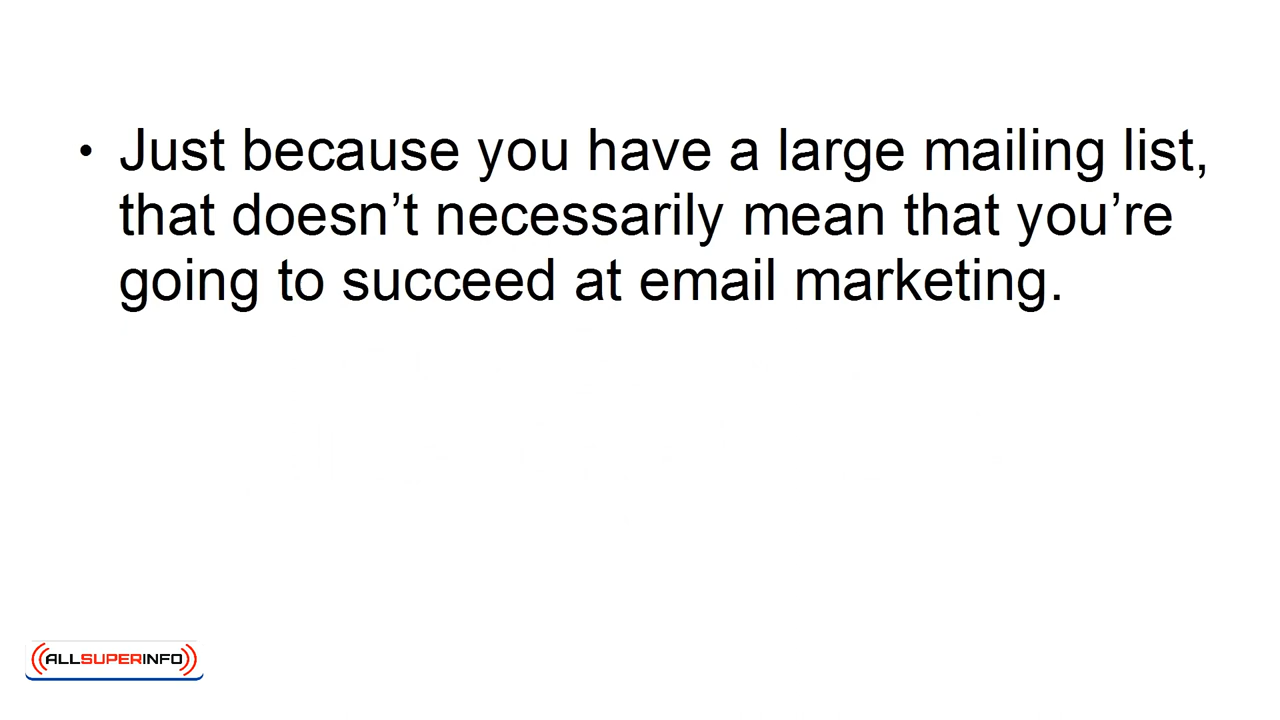 • Just because you have a large mailing list,
that doesn’t necessarily mean that you’re
going to succeed at email marketing.
ALLSUPERINFO